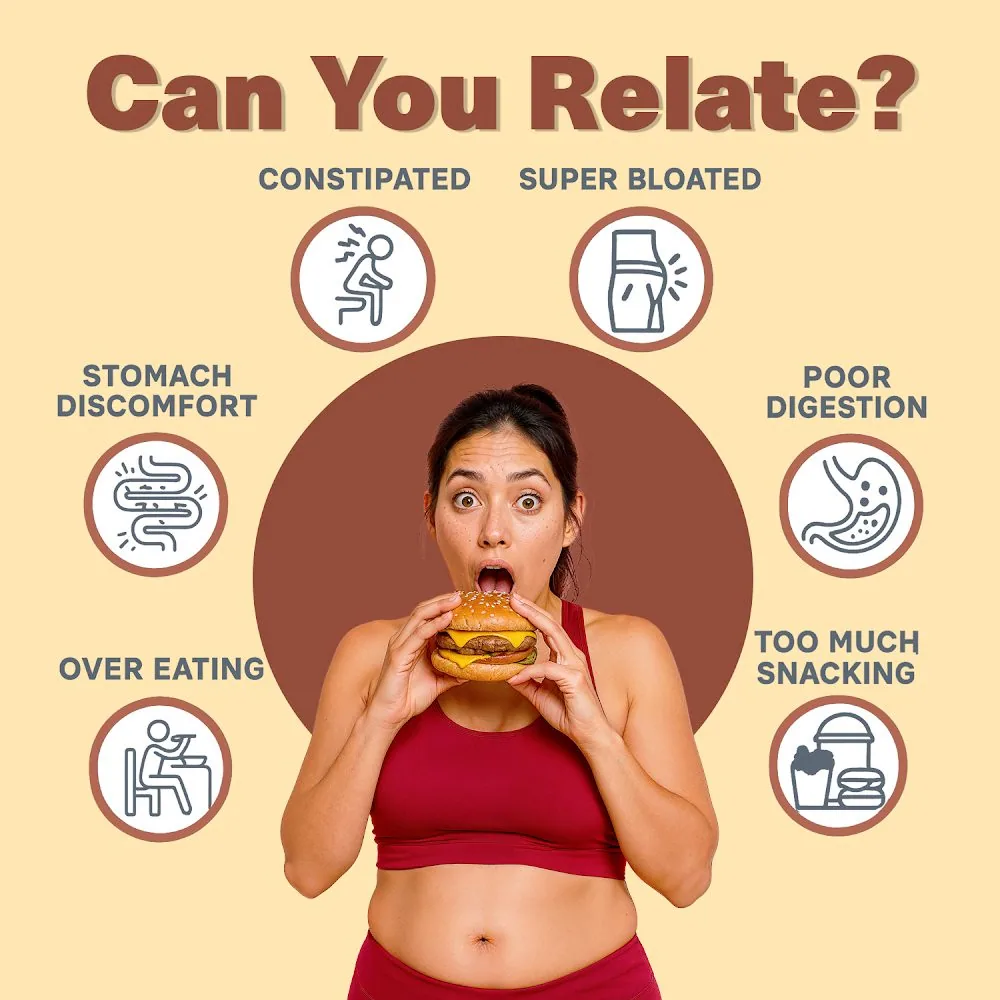 Can You Relate?
CONSTIPATED
SUPER BLOATED
STOMACH
DISCOMFORT
POOR
DIGESTION
OVER EATING
TOO MUCH
SNACKING